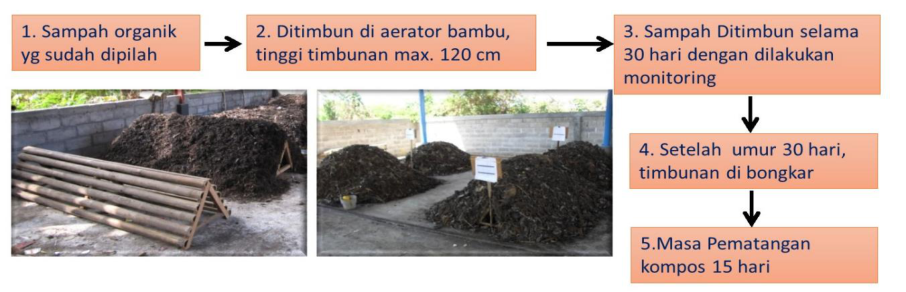 1. Sampah organik
yg sudah dipilah
2. Ditimbun di aerator bambu,
tinggi timbunan max. 120 cm
3. Sampah Ditimbun selama
30 hari dengan dilakukan
monitoring
4. Setelah umur 30 hari,
timbunan di bongkar
5.Masa Pematangan
kompos 15 hari